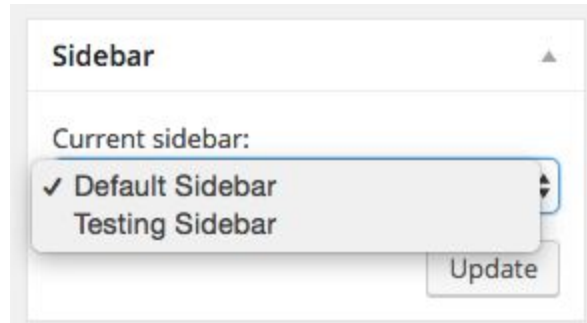 Sidebar
Current sidebar:
✓ Default Sidebar
Testing Sidebar
Update